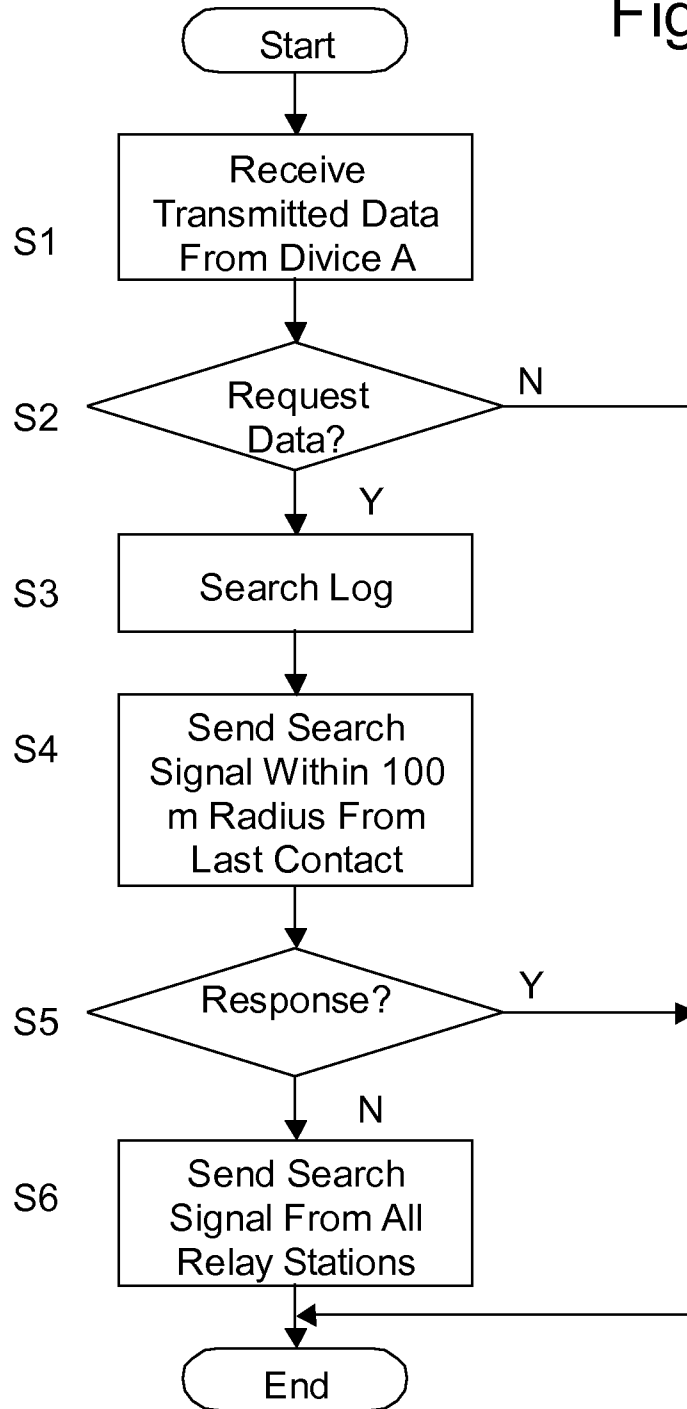 Fig
Start
S1
Receive
Transmitted Data
From Divice A
S2
Request
Data?
N
Y
S3
Search Log
S4
Send Search
Signal Within 100
m Radius From
Last Contact
S5
Response?
Y
N
S6
Send Search
Signal From All
Relay Stations
End